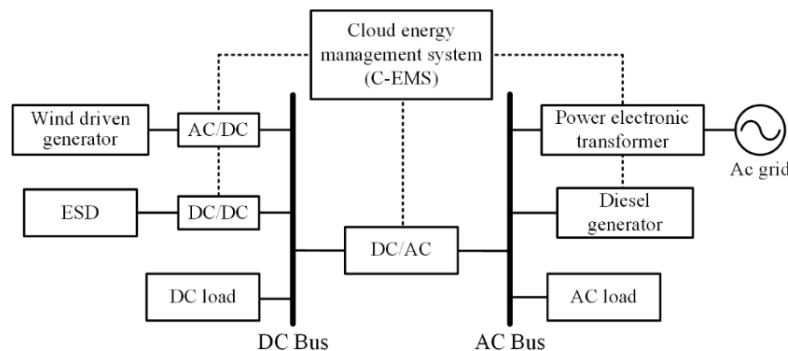 Cloud energy
management system
(C-EMS)
Wind driven
generator
AC/DC
Power electronic
transformer
Ac grid
ESD
DC/DC
Diesel
generator
DC/AC
DC load
AC load
DC Bus
AC Bus